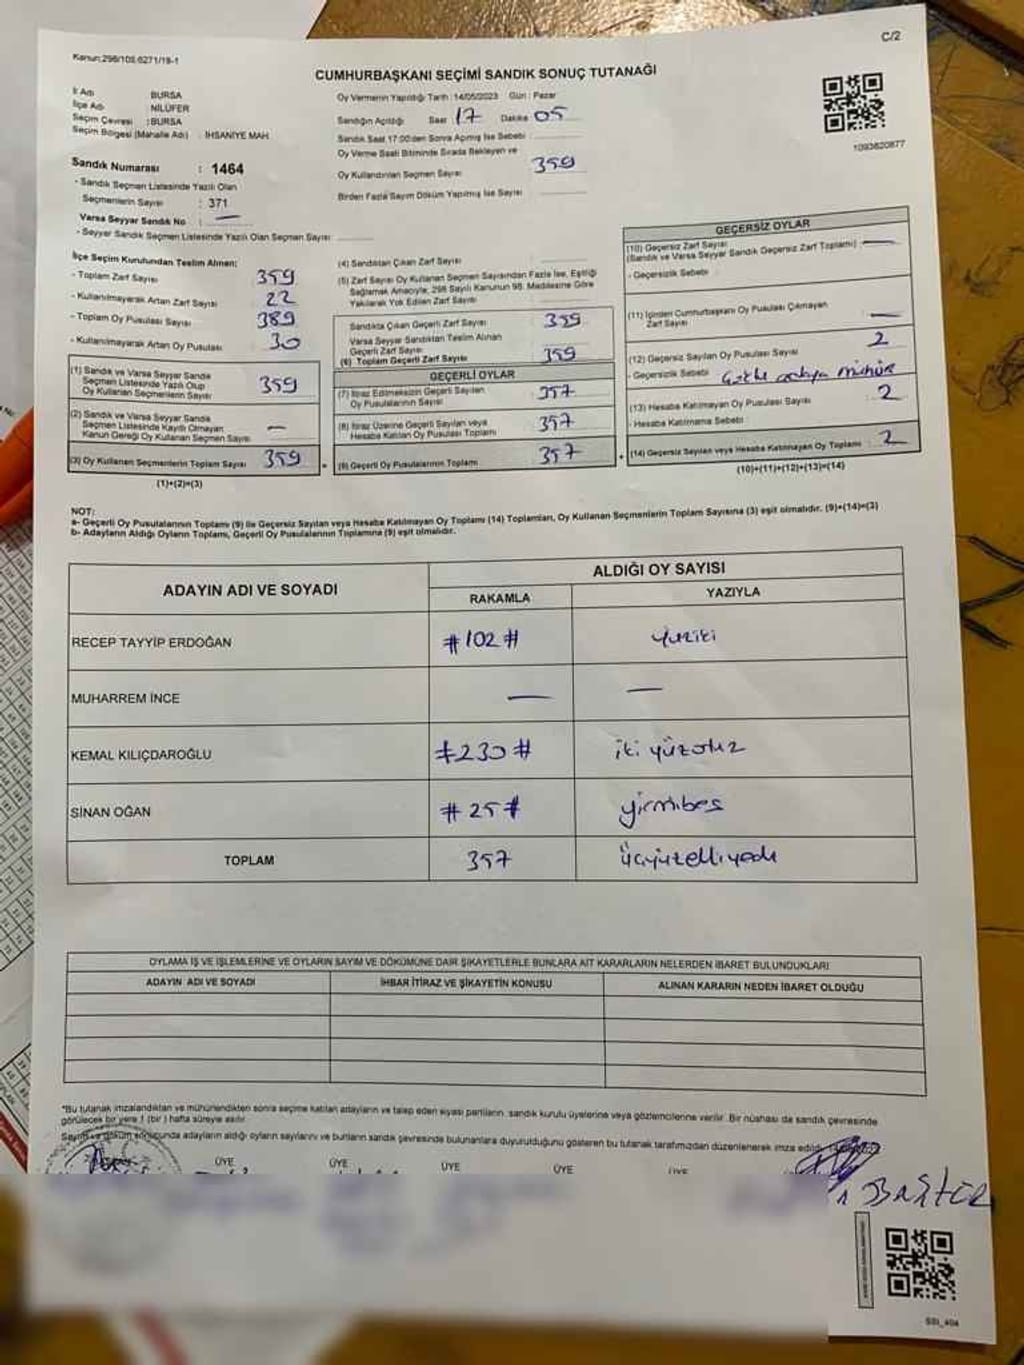 C/2
Kanun:298/105.6271/19-1
CUMHURBAŞKANI SEÇİMİ SANDIK SONUÇ TUTANAĞI
İl Adı BURSA
İlçe Adı NİLÜFER
Seçim Çevresi :BURSA
Seçim Bölgesi (Mahalle Adı) : İHSANİYE MAH.
Sandık Numarası : 1464
- Sandık Seçmen Listesinde Yazılı Olan
Seçmenlerin Sayısı : 371
Varsa Seyyar Sandık No : —
- Seyyar Sandık Seçmen Listesinde Yazılı Olan Seçmen Sayısı
Oy Vermenin Yapıldığı Tarih : 14/05/2023 Gün : Pazar
Sandığın Açıldığı Saat 17 Dakika 05
Sandık Saat 17:00'den Sonra Açılmış İse Sebebi :
Oy Verme Saati Bitiminde Sırada Bekleyen ve
Oy Kullandırılan Seçmen Sayısı 359
Birden Fazla Sayım Döküm Yapılmış İse Sayısı
1093820877
İlçe Seçim Kurulundan Teslim Alınan:
- Toplam Zarf Sayısı 359
- Kullanılmayarak Artan Zarf Sayısı 22
- Toplam Oy Pusulası Sayısı 389
- Kullanılmayarak Artan Oy Pusulası 30
(1) Sandık ve Varsa Seyyar Sandık
Seçmen Listesinde Yazılı Olup
Oy Kullanan Seçmenlerin Sayısı 359
(2) Sandık ve Varsa Seyyar Sandık
Seçmen Listesinde Kayıtlı Olmayan
Kanun Gereği Oy Kullanan Seçmen Sayısı —
(3) Oy Kullanan Seçmenlerin Toplam Sayısı 359
(1)+(2)=(3)
(4) Sandıktan Çıkan Zarf Sayısı
(5) Zarf Sayısı Oy Kullanan Seçmen Sayısından Fazla İse, Eşitliği
Sağlamak Amacıyla, 298 Sayılı Kanunun 98. Maddesine Göre
Yakılarak Yok Edilen Zarf Sayısı
Sandıkta Çıkan Geçerli Zarf Sayısı 359
Varsa Seyyar Sandıktan Teslim Alınan
Geçerli Zarf Sayısı
(6) Toplam Geçerli Zarf Sayısı 359
GEÇERLİ OYLAR
(7) İtiraz Edilmeksizin Geçerli Sayılan
Oy Pusulalarının Sayısı 357
(8) İtiraz Üzerine Geçerli Sayılan veya
Hesaba Katılan Oy Pusulası Toplamı 357
(9) Geçerli Oy Pusulalarının Toplamı 357
GEÇERSİZ OYLAR
(10) Geçersiz Zarf Sayısı
(Sandık ve Varsa Seyyar Sandık Geçersiz Zarf Toplamı) —
- Geçersizlik Sebebi
(11) İçinden Cumhurbaşkanı Oy Pusulası Çıkmayan
Zarf Sayısı —
(12) Geçersiz Sayılan Oy Pusulası Sayısı 2
- Geçersizlik Sebebi mühür
(13) Hesaba Katılmayan Oy Pusulası Sayısı 2
- Hesaba Katılmama Sebebi :
(14) Geçersiz Sayılan veya Hesaba Katılmayan Oy Toplamı 2
(10)+(11)+(12)+(13)=(14)
NOT:
a- Geçerli Oy Pusulalarının Toplamı (9) ile Geçersiz Sayılan veya Hesaba Katılmayan Oy Toplamı (14) Toplamları, Oy Kullanan Seçmenlerin Toplam Sayısına (3) eşit olmalıdır. (9)+(14)=(3)
b- Adayların Aldığı Oyların Toplamı, Geçerli Oy Pusulalarının Toplamına (9) eşit olmalıdır.
ADAYIN ADI VE SOYADI ALDIĞI OY SAYISI
RAKAMLA YAZIYLA
RECEP TAYYİP ERDOĞAN #102# yüziki
MUHARREM İNCE — —
KEMAL KILIÇDAROĞLU #230# iki yüzotuz
SİNAN OĞAN #25# yirmibeş
TOPLAM 357 üçyüzelliyedi
OYLAMA İŞ VE İŞLEMLERİNE VE OYLARIN SAYIM VE DÖKÜMÜNE DAİR ŞİKAYETLERLE BUNLARA AİT KARARLARIN NELERDEN İBARET BULUNDUKLARI
ADAYIN ADI VE SOYADI İHBAR İTİRAZ VE ŞİKAYETİN KONUSU ALINAN KARARIN NEDEN İBARET OLDUĞU
*Bu tutanak imzalandıktan ve mühürlendikten sonra seçime katılan adayların ve talep eden siyasi partilerin, sandık kurulu üyelerine veya gözlemcilerine verilir. Bir nüshası da sandık çevresinde
görülecek bir yere 1 (bir) hafta süreyle asılır.
Sayım ve döküm sonucunda adayların aldığı oyların sayılarını ve bunların sandık çevresinde bulunanlara duyurulduğunu gösteren bu tutanak tarafımızdan düzenlenerek imza edildi.
ÜYE ÜYE ÜYE ÜYE ÜYE
SSI_404